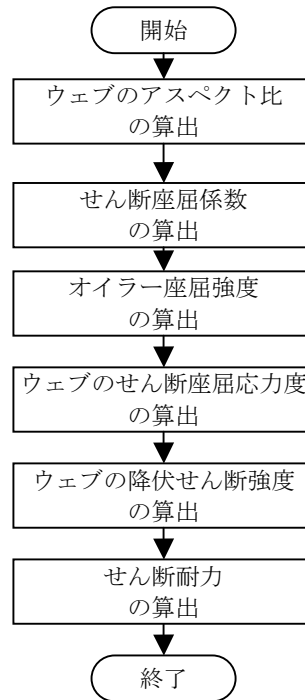 開始
ウェブのアスペクト比
の算出
せん断座屈係数
の算出
オイラー座屈強度
の算出
ウェブのせん断座屈応力度
の算出
ウェブの降伏せん断強度
の算出
せん断耐力
の算出
終了